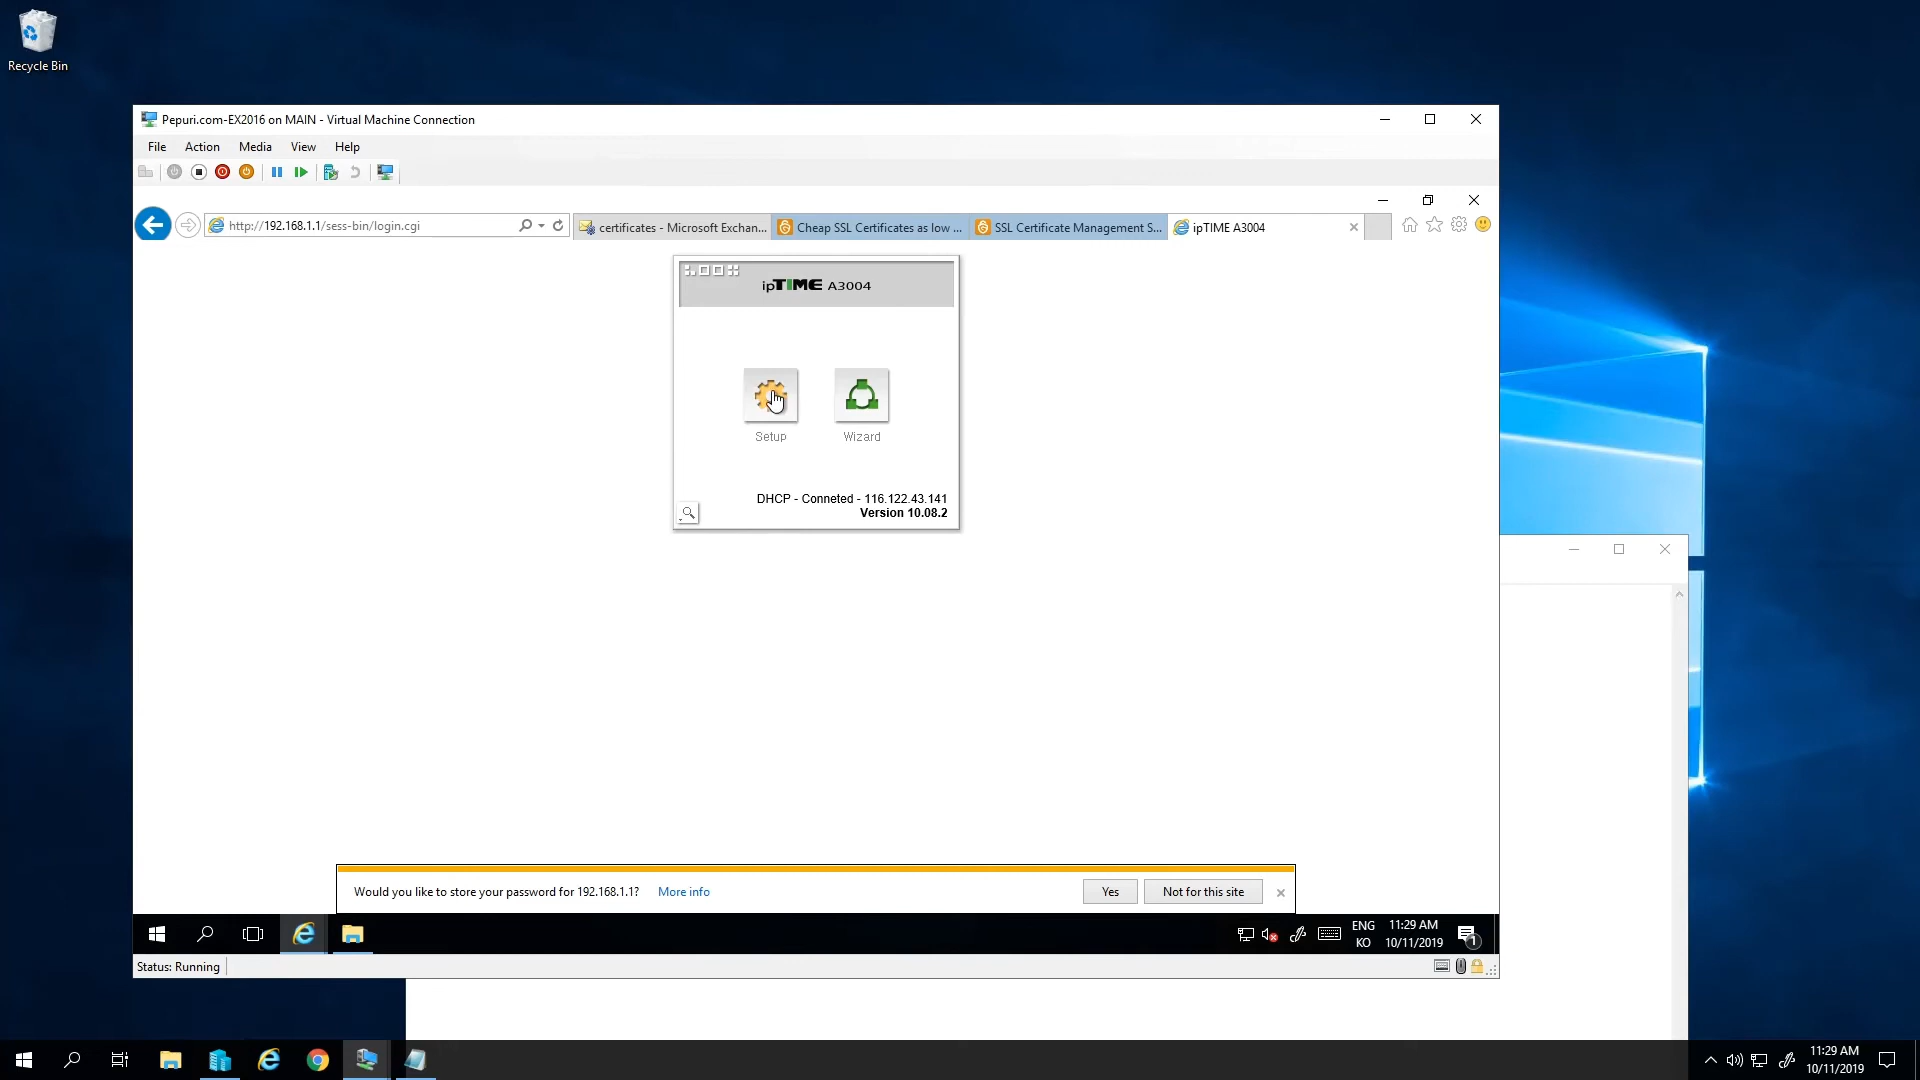 Recycle Bin
Pepuri.com-EX2016 on MAIN - Virtual Machine Connection
File Action Media View Help
http://192.168.1.1/sess-bin/login.cgi
certificates - Microsoft Exchan...
Cheap SSL Certificates as low ...
SSL Certificate Management S...
ipTIME A3004
ipTIME A3004
Setup Wizard
DHCP - Conneted - 116.122.43.141
Version 10.08.2
Would you like to store your password for 192.168.1.1? More info Yes Not for this site
ENG
KO
11:29 AM
10/11/2019
1
Status: Running
11:29 AM
10/11/2019